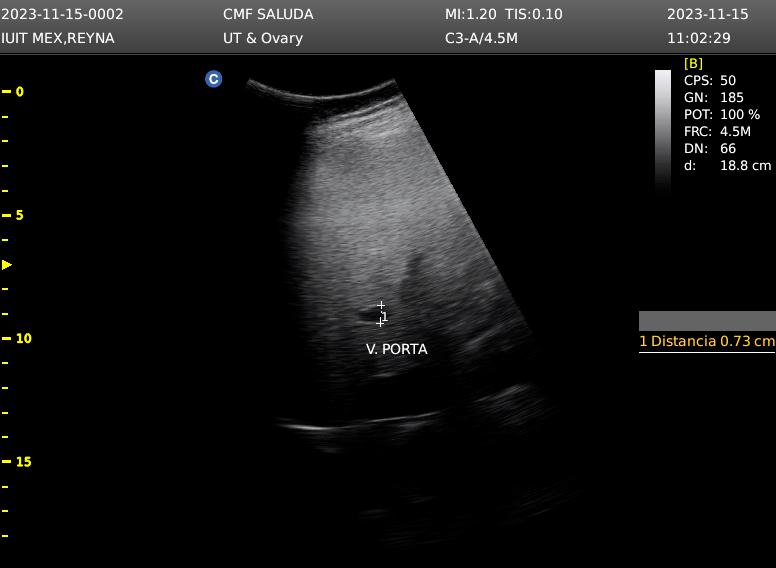 2023-11-15-0002 CMF SALUDA MI:1.20 TIS:0.10 2023-11-15
IUIT MEX,REYNA UT & Ovary C3-A/4.5M 11:02:29
C
[B]
CPS: 50
GN: 185
POT: 100 %
FRC: 4.5M
DN: 66
d: 18.8 cm
0
5
10
15
1
V. PORTA
1 Distancia 0.73 cm